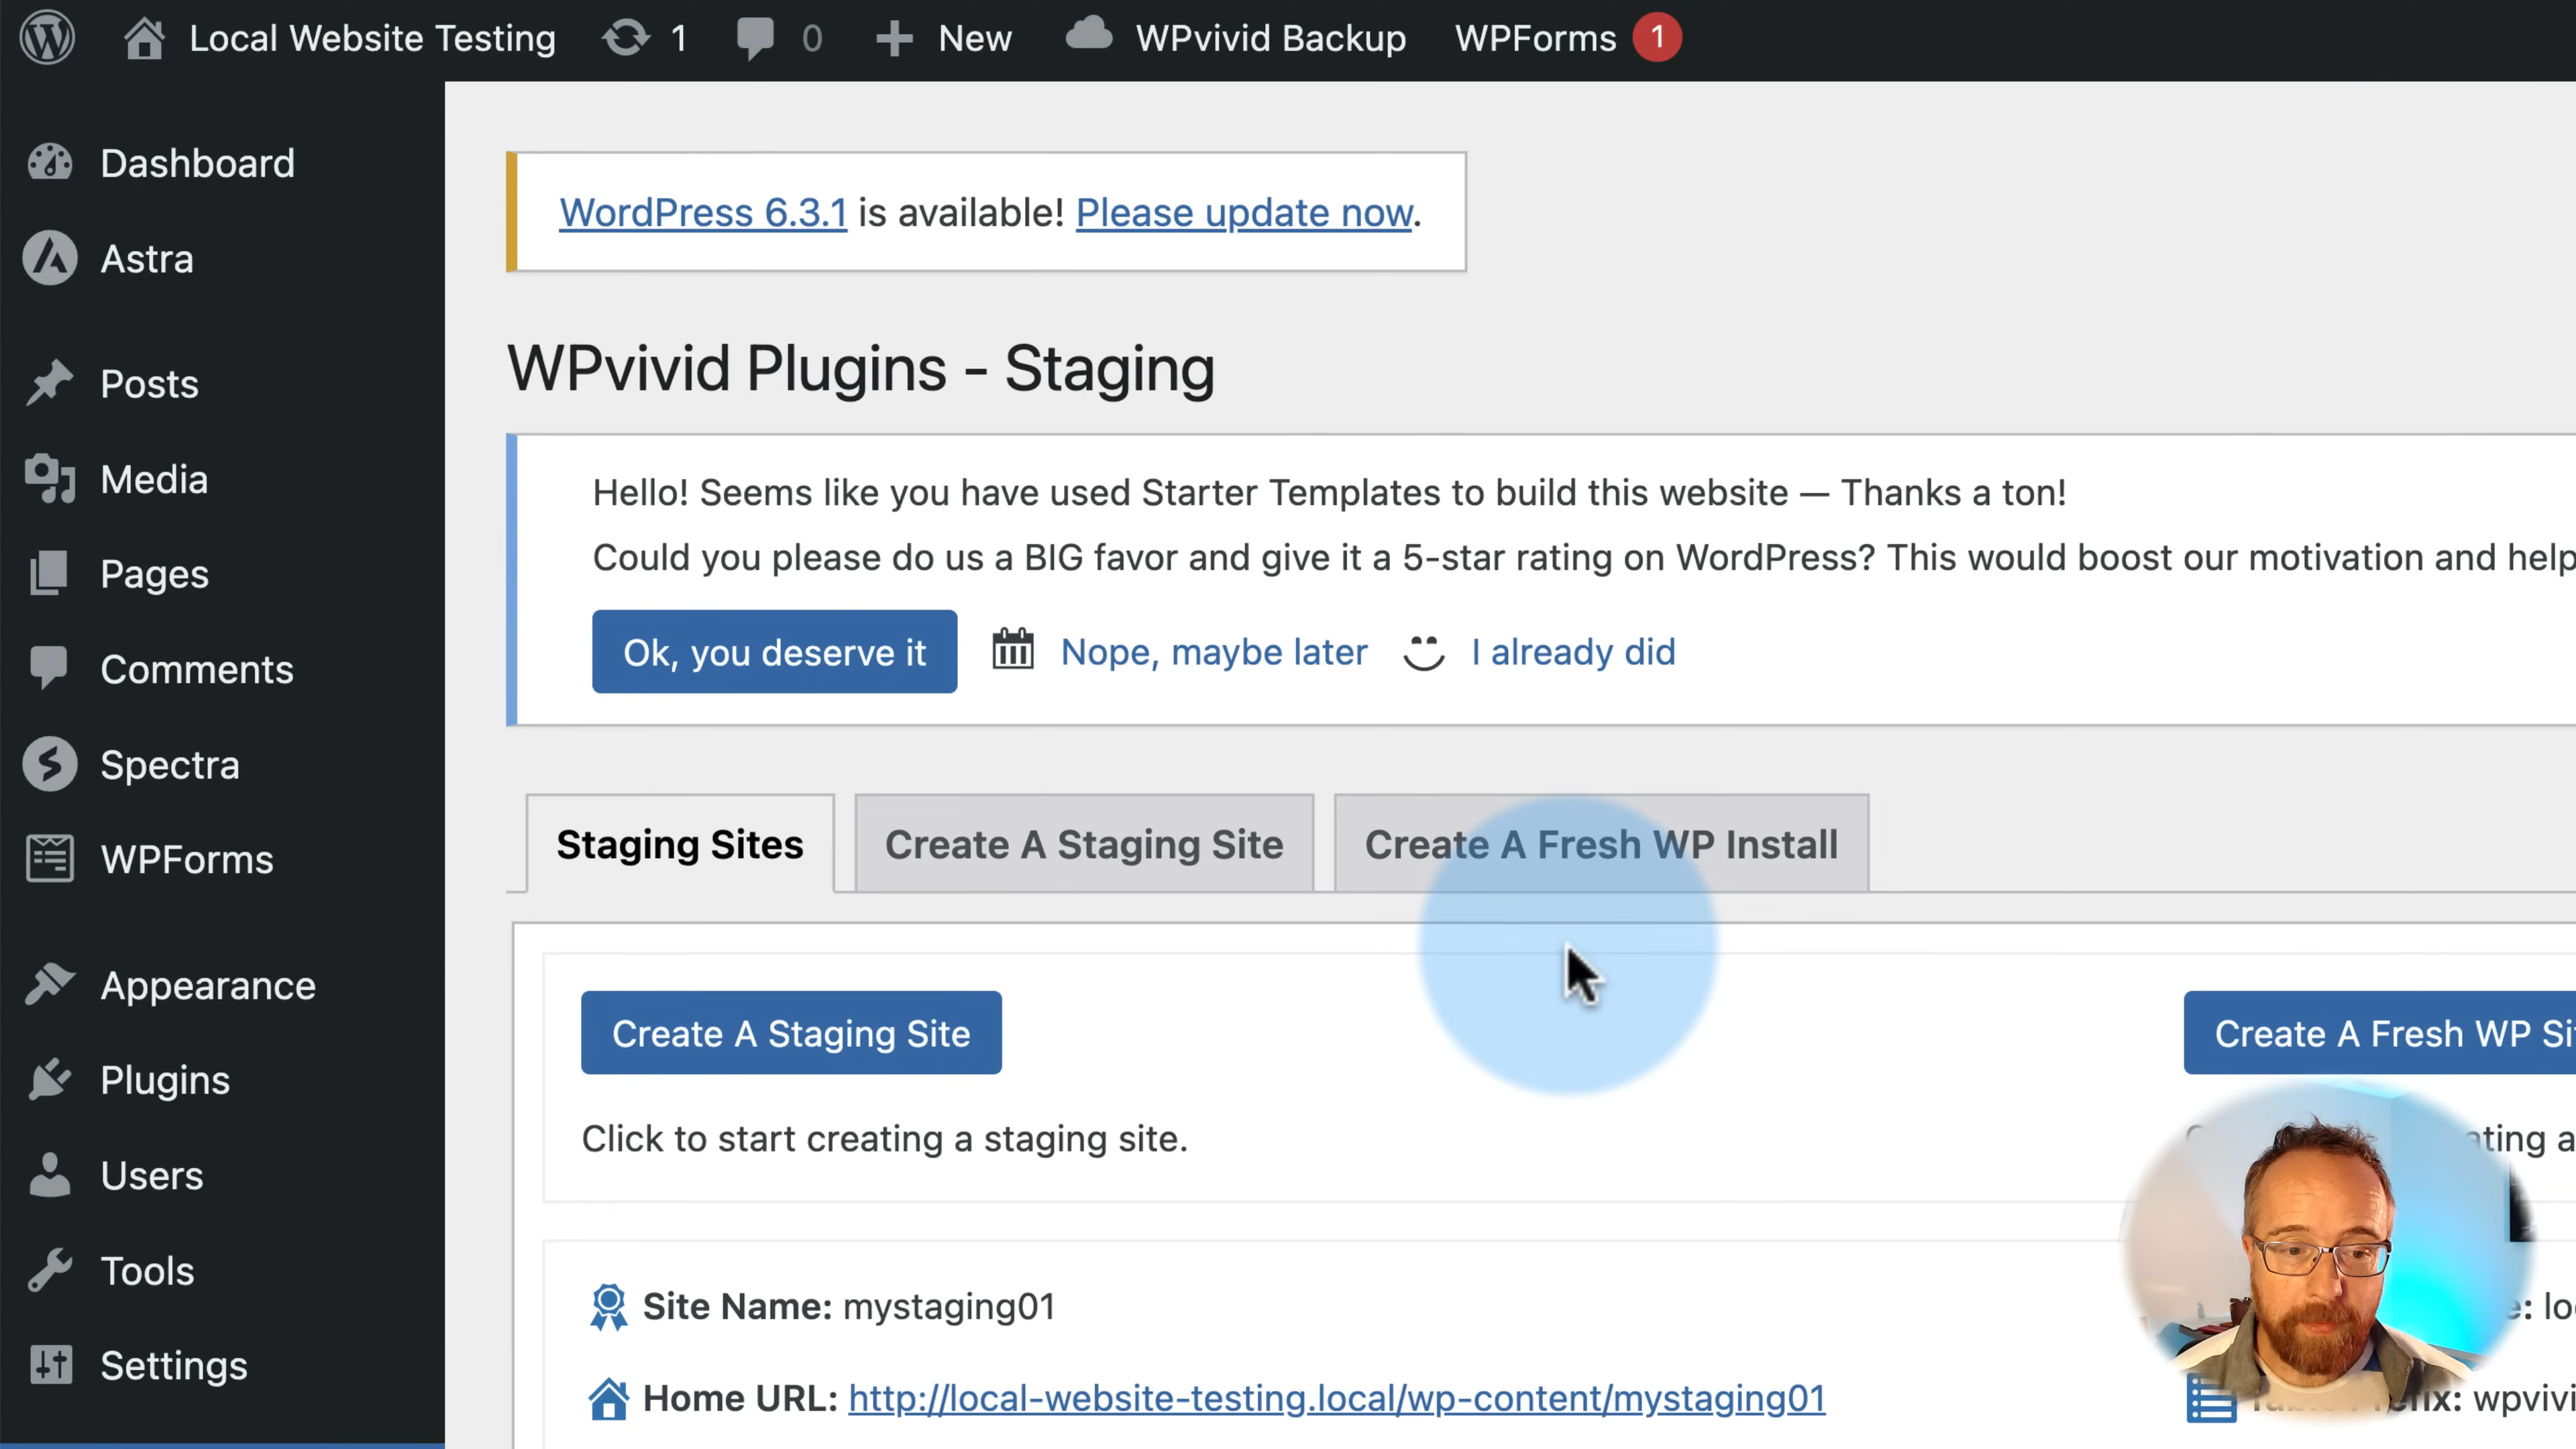 Local Website Testing 1 0 New WPvivid Backup WPForms 1
Dashboard
Astra
Posts
Media
Pages
Comments
Spectra
WPForms
Appearance
Plugins
Users
Tools
Settings
WordPress 6.3.1 is available! Please update now.
WPvivid Plugins - Staging
Hello! Seems like you have used Starter Templates to build this website — Thanks a ton!
Could you please do us a BIG favor and give it a 5-star rating on WordPress? This would boost our motivation and help
Ok, you deserve it Nope, maybe later I already did
Staging Sites Create A Staging Site Create A Fresh WP Install
Create A Staging Site Create A Fresh WP
Click to start creating a staging site.
Site Name: mystaging01
Home URL: http://local-website-testing.local/wp-content/mystaging01